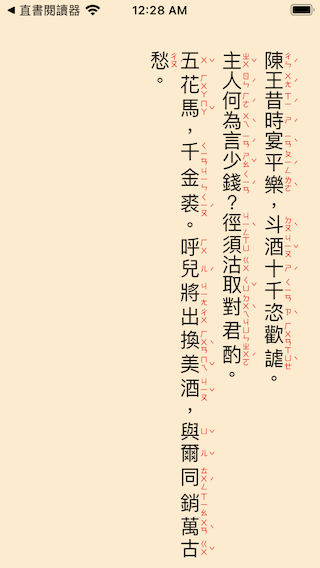 直書閱讀器
12:28 AM
陳王昔時宴平樂，斗酒十千恣歡謔。
主人何為言少錢？徑須沽取對君酌。
五花馬，千金裘。呼兒將出換美酒，與爾同銷萬古
愁。